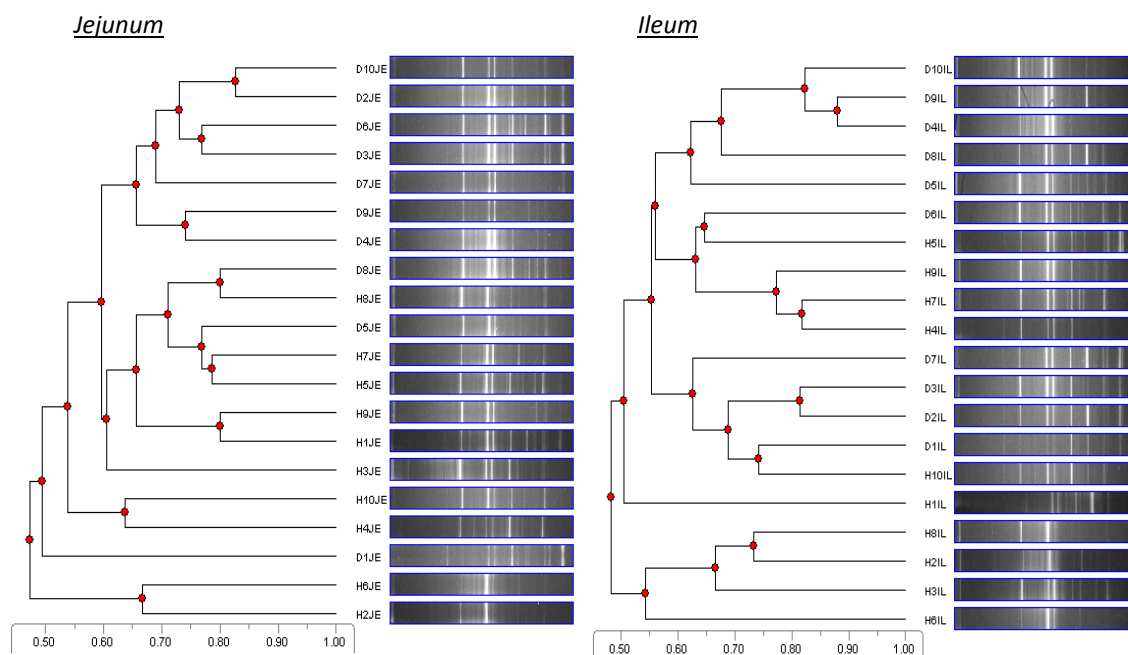 Jejunum
D10JE
D2JE
D6JE
D3JE
D7JE
D9JE
D4JE
D8JE
H8JE
D5JE
H7JE
H5JE
H9JE
H1JE
H3JE
H10JE
H4JE
D1JE
H6JE
H2JE
0.50 0.60 0.70 0.80 0.90 1.00
Ileum
D10IL
D9IL
D4IL
D8IL
D5IL
D6IL
H5IL
H9IL
H7IL
H4IL
D7IL
D3IL
D2IL
D1IL
H10IL
H1IL
H8IL
H2IL
H3IL
H6IL
0.50 0.60 0.70 0.80 0.90 1.00